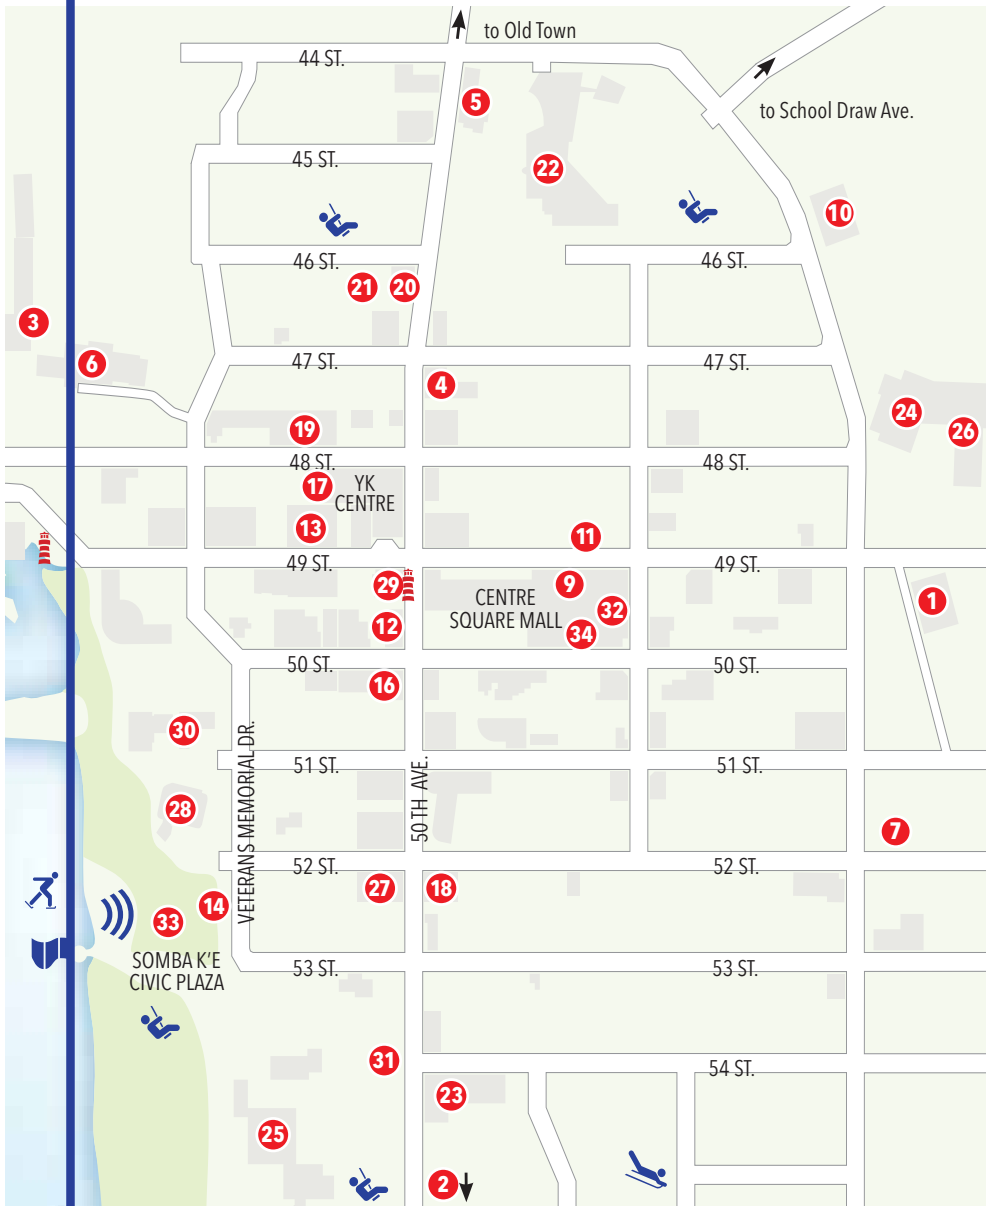 to Old Town
44 ST.
5
to School Draw Ave.
45 ST.
22
10
46 ST.
46 ST.
21
20
3
6
47 ST.
47 ST.
4
24
19
26
48 ST.
48 ST.
17
YK
CENTRE
13
11
49 ST.
49 ST.
29
9
CENTRE
SQUARE MALL
32
1
12
34
50 ST.
50 ST.
16
30
VETERANS MEMORIAL DR.
50 TH AVE.
51 ST.
51 ST.
28
7
52 ST.
52 ST.
27
18
14
33
SOMBA K'E
CIVIC PLAZA
53 ST.
53 ST.
31
54 ST.
23
25
2